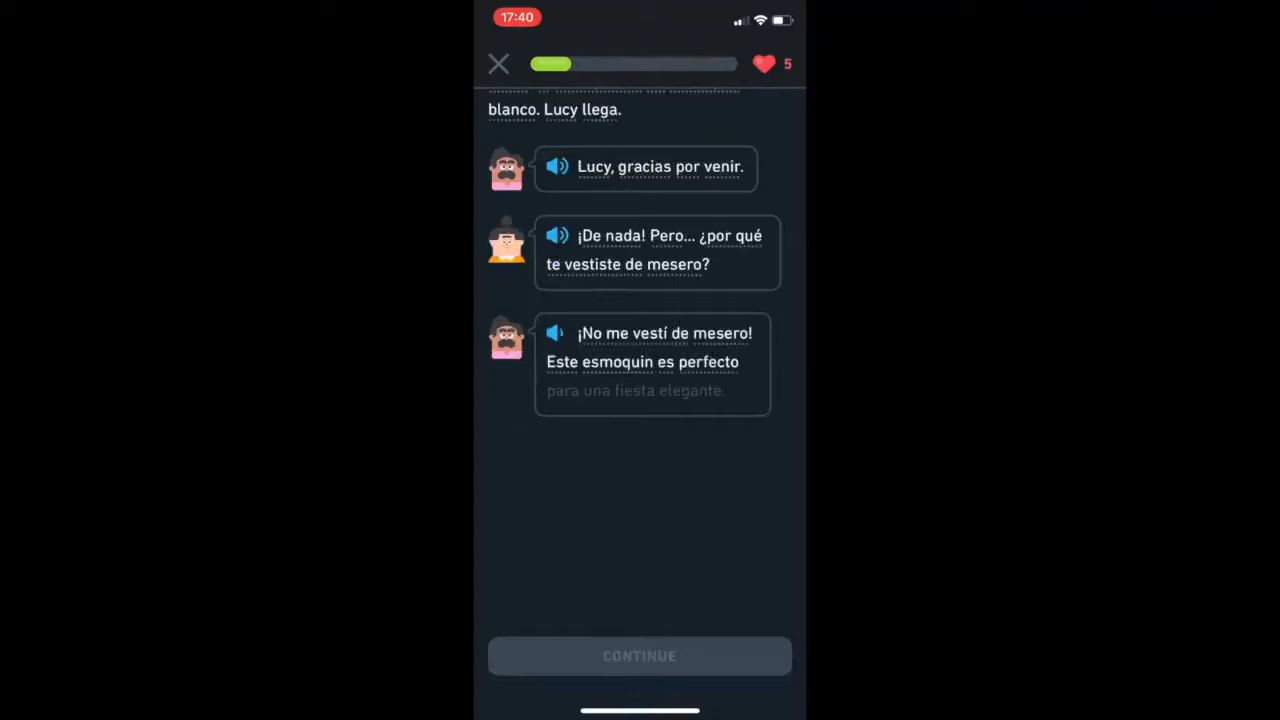 17:40
5
blanco. Lucy llega.
Lucy, gracias por venir.
¡De nada! Pero... ¿por qué
te vestiste de mesero?
¡No me vestí de mesero!
Este esmoquin es perfecto
para una fiesta elegante.
CONTINUE